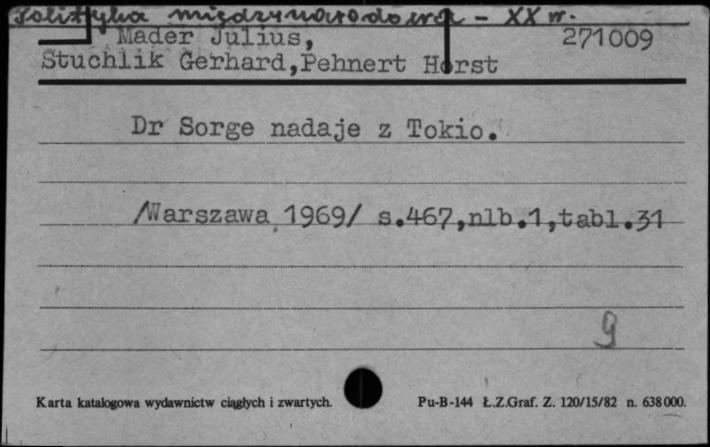 Polityka międzynarodowa - XX w.
Mader Julius, 271009
Stuchlik Gerhard,Pehnert Horst
Dr Sorge nadaje z Tokio.
/Warszawa 1969/ s.467,nlb.1,tabl.31
9
Karta katalogowa wydawnictw ciągłych i zwartych. Pu-B-144 Ł.Z.Graf. Z. 120/15/82 n. 638000.